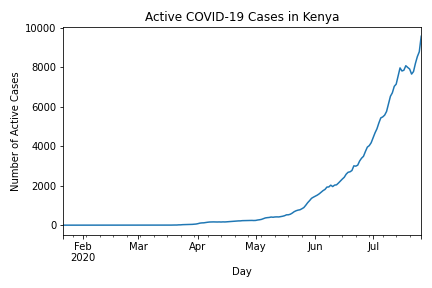 Active COVID-19 Cases in Kenya
10000
8000
6000
4000
2000
0
Number of Active Cases
Feb Mar Apr May Jun Jul
2020
Day